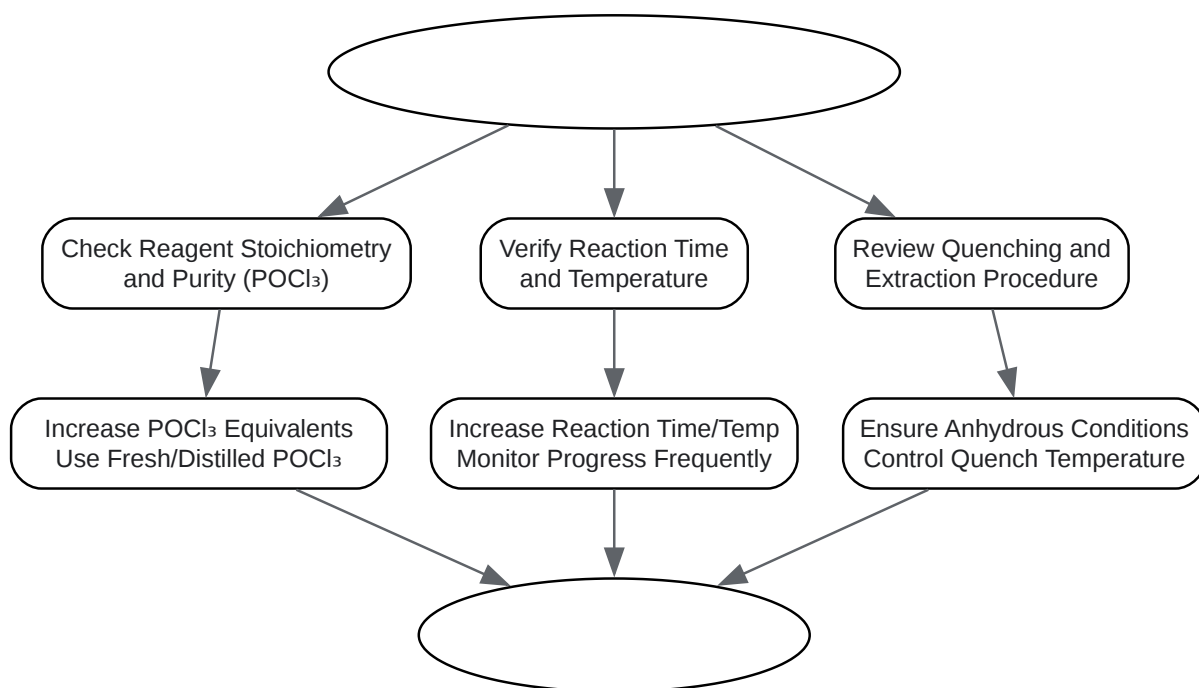 Check Reagent Stoichiometry
and Purity (POCl₃)
Verify Reaction Time
and Temperature
Review Quenching and
Extraction Procedure
Increase POCl₃ Equivalents
Use Fresh/Distilled POCl₃
Increase Reaction Time/Temp
Monitor Progress Frequently
Ensure Anhydrous Conditions
Control Quench Temperature